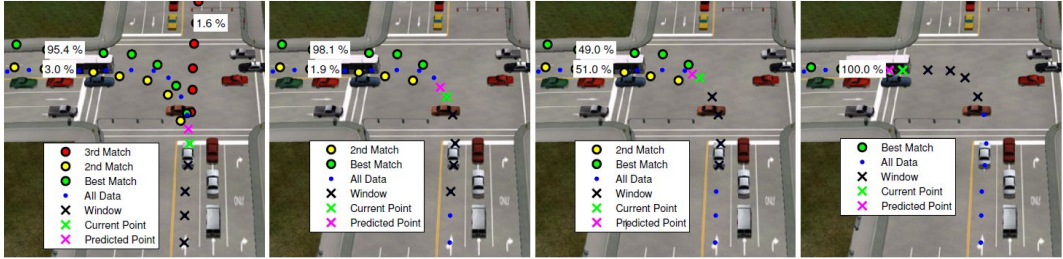 1.6 %
95.4 %
3.0 %
3rd Match
2nd Match
Best Match
All Data
Window
Current Point
Predicted Point
98.1 %
1.9 %
2nd Match
Best Match
All Data
Window
Current Point
Predicted Point
49.0 %
51.0 %
2nd Match
Best Match
All Data
Window
Current Point
Predicted Point
100.0 %
Best Match
All Data
Window
Current Point
Predicted Point